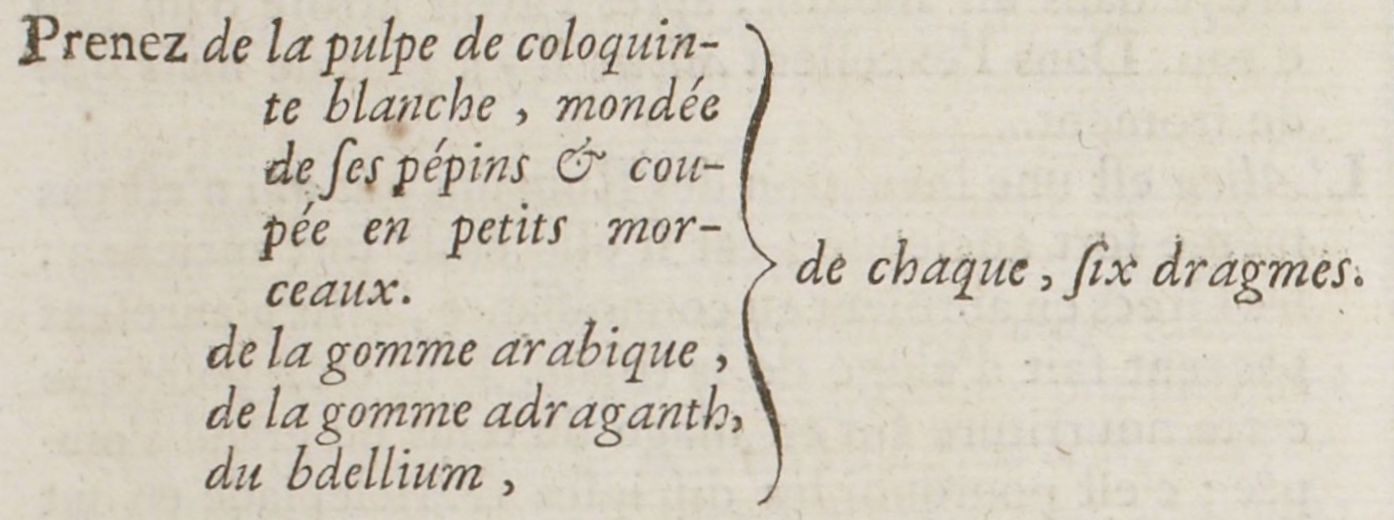 Prenez de la pulpe de coloquin-
te blanche, mondée
de ſes pépins & cou-
pée en petits mor-
ceaux.
de la gomme arabique,
de la gomme adraganth,
du bdellium,
de chaque, ſix dragmes.